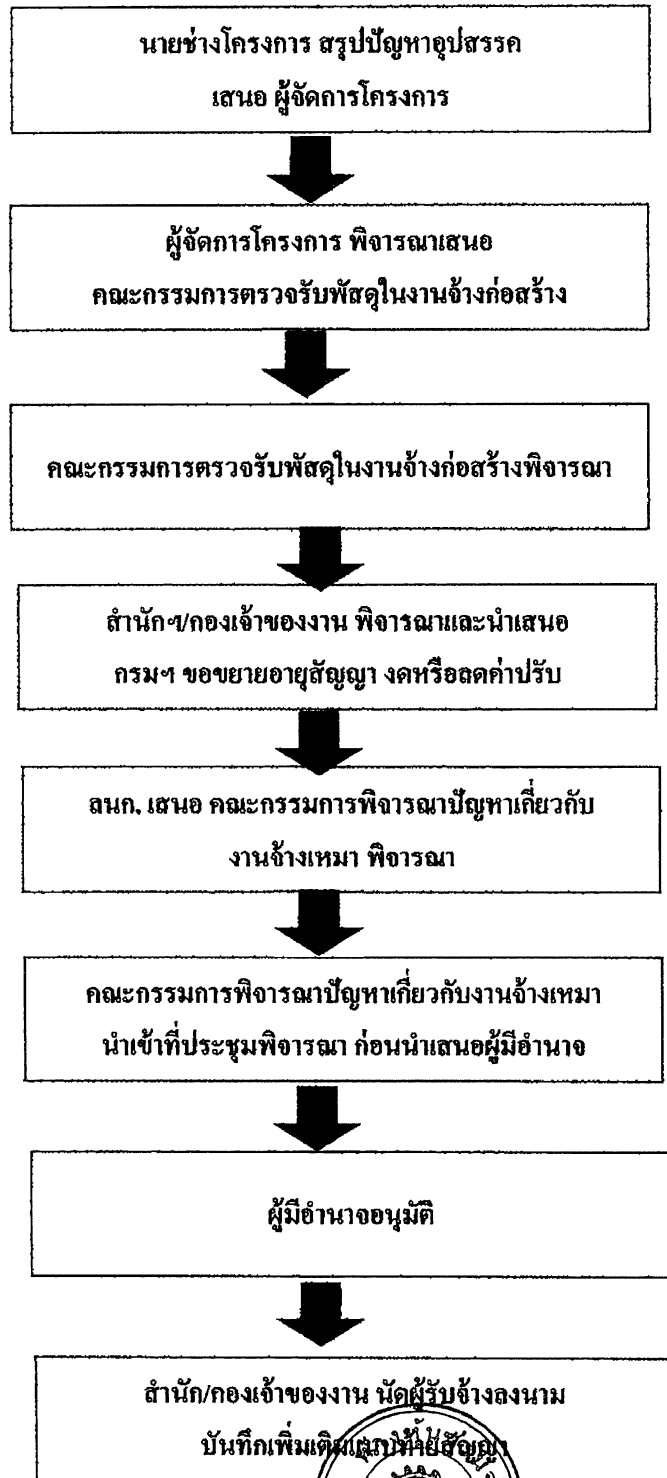 นายช่างโครงการ สรุปปัญหาอุปสรรค
เสนอ ผู้จัดการโครงการ
ผู้จัดการโครงการ พิจารณาเสนอ
คณะกรรมการตรวจรับพัสดุในงานจ้างก่อสร้าง
คณะกรรมการตรวจรับพัสดุในงานจ้างก่อสร้างพิจารณา
สำนักฯ/กองเจ้าของงาน พิจารณาและนำเสนอ
กรมฯ ขอขยายอายุสัญญา งดหรือลดค่าปรับ
ลนก. เสนอ คณะกรรมการพิจารณาปัญหาเกี่ยวกับ
งานจ้างเหมา พิจารณา
คณะกรรมการพิจารณาปัญหาเกี่ยวกับงานจ้างเหมา
นำเข้าที่ประชุมพิจารณา ก่อนนำเสนอผู้มีอำนาจ
ผู้มีอำนาจอนุมัติ
สำนัก/กองเจ้าของงาน นัดผู้รับจ้างลงนาม
บันทึกเพิ่มเติมแนบท้ายสัญญา